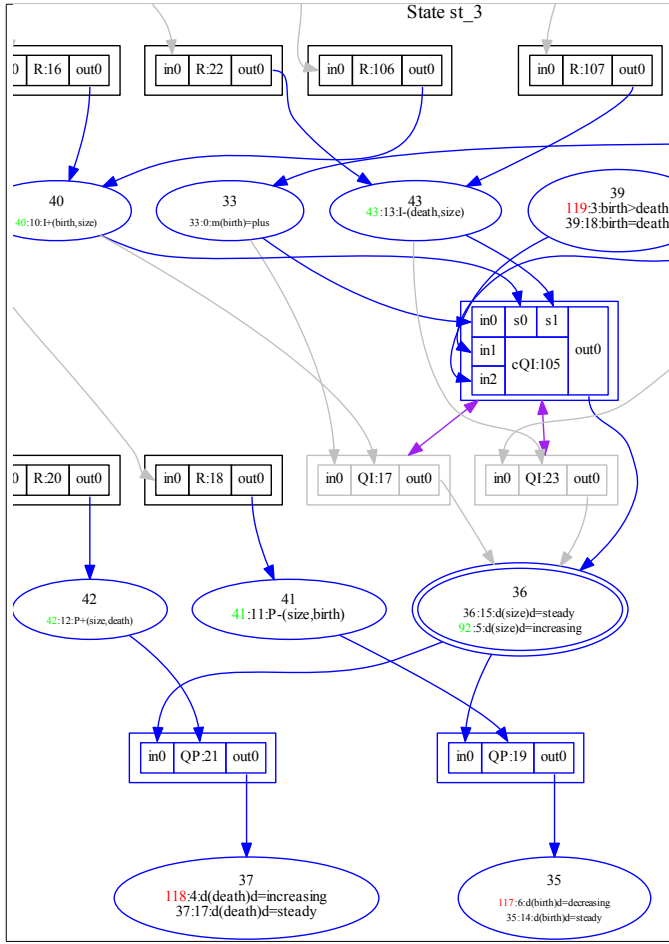 State st_3
0 R:16 out0
in0 R:22 out0
in0 R:106 out0
in0 R:107 out0
40
40:10:I+(birth,size)
33
33:0:m(birth)=plus
43
43:13:I-(death,size)
39
119:3:birth>death
39:18:birth=death
in0 s0 s1
in1
in2
cQI:105
out0
0 R:20 out0
in0 R:18 out0
in0 QI:17 out0
in0 QI:23 out0
42
42:12:P+(size,death)
41
41:11:P-(size,birth)
36
36:15:d(size)d=steady
92:5:d(size)d=increasing
in0 QP:21 out0
in0 QP:19 out0
37
118:4:d(death)d=increasing
37:17:d(death)d=steady
35
117:6:d(birth)d=decreasing
35:14:d(birth)d=steady